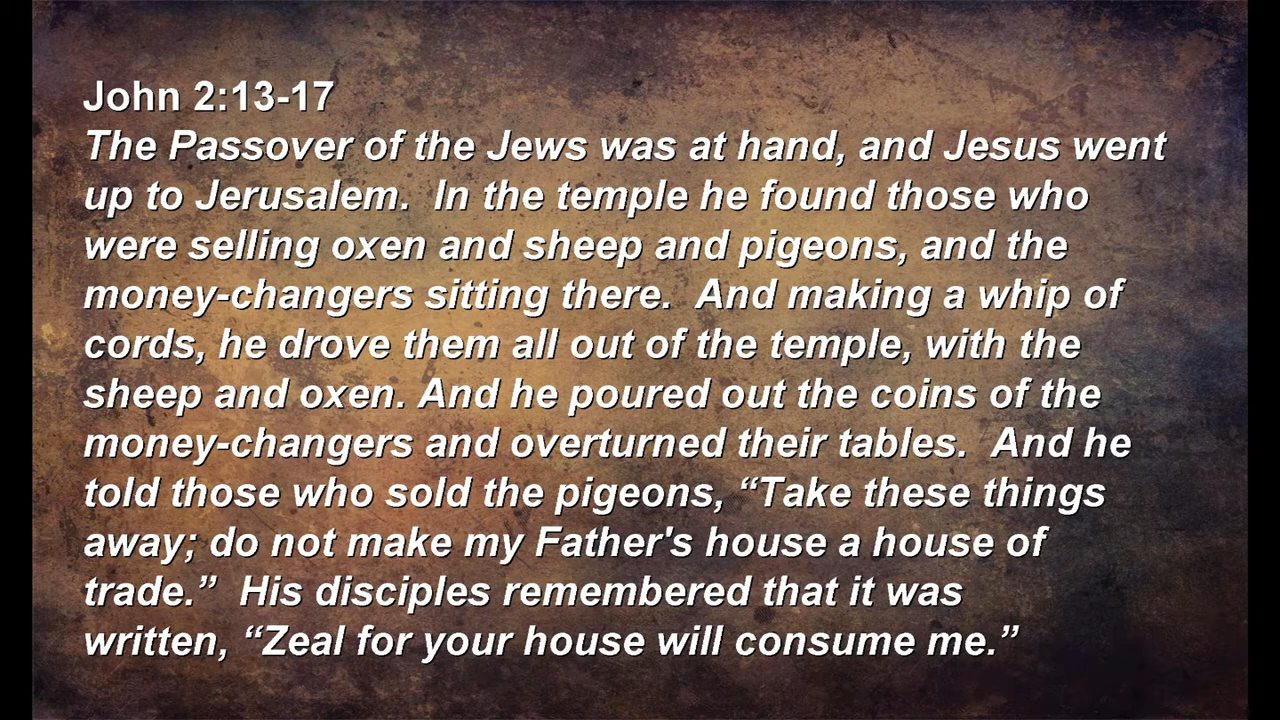 John 2:13-17
The Passover of the Jews was at hand, and Jesus went
up to Jerusalem.  In the temple he found those who
were selling oxen and sheep and pigeons, and the
money-changers sitting there.  And making a whip of
cords, he drove them all out of the temple, with the
sheep and oxen. And he poured out the coins of the
money-changers and overturned their tables.  And he
told those who sold the pigeons, “Take these things
away; do not make my Father's house a house of
trade.”  His disciples remembered that it was
written, “Zeal for your house will consume me.”